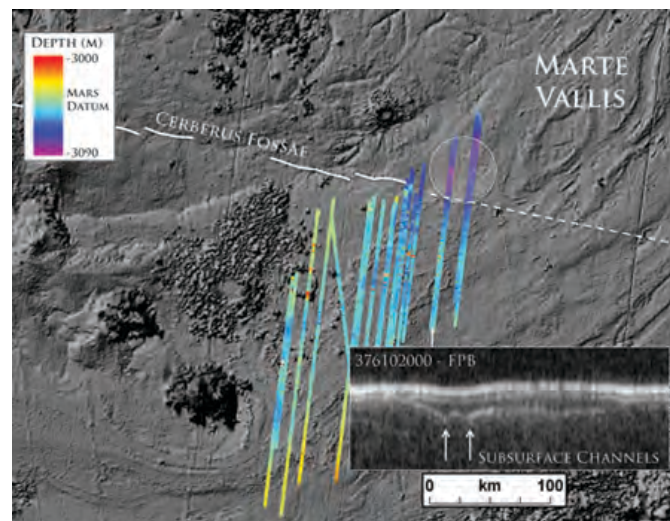 DEPTH (M)
-3000
MARS
DATUM
-3090
MARTE
VALLIS
CERBERUS FOSSAE
376102000 - FPB
SUBSURFACE CHANNELS
0 km 100